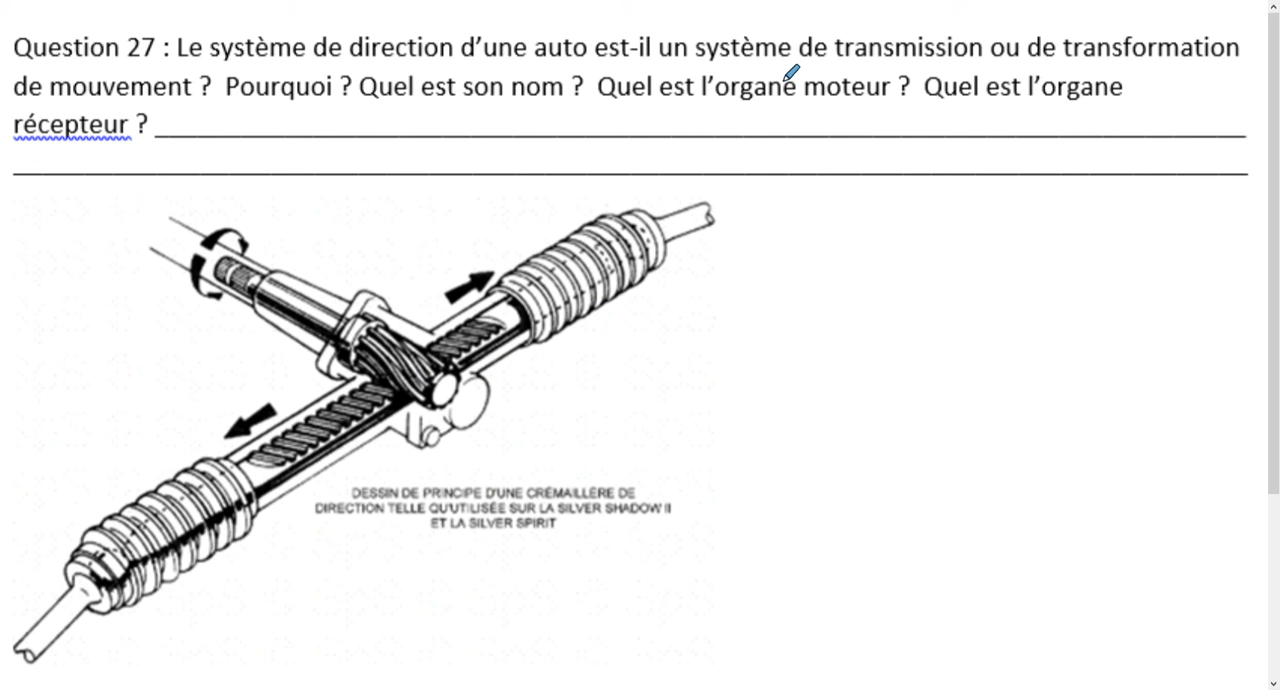 Question 27 : Le système de direction d’une auto est-il un système de transmission ou de transformation
de mouvement ? Pourquoi ? Quel est son nom ? Quel est l’organe moteur ? Quel est l’organe
récepteur ?
DESSIN DE PRINCIPE D'UNE CRÉMAILLÈRE DE
DIRECTION TELLE QU'UTILISÉE SUR LA SILVER SHADOW II
ET LA SILVER SPIRIT